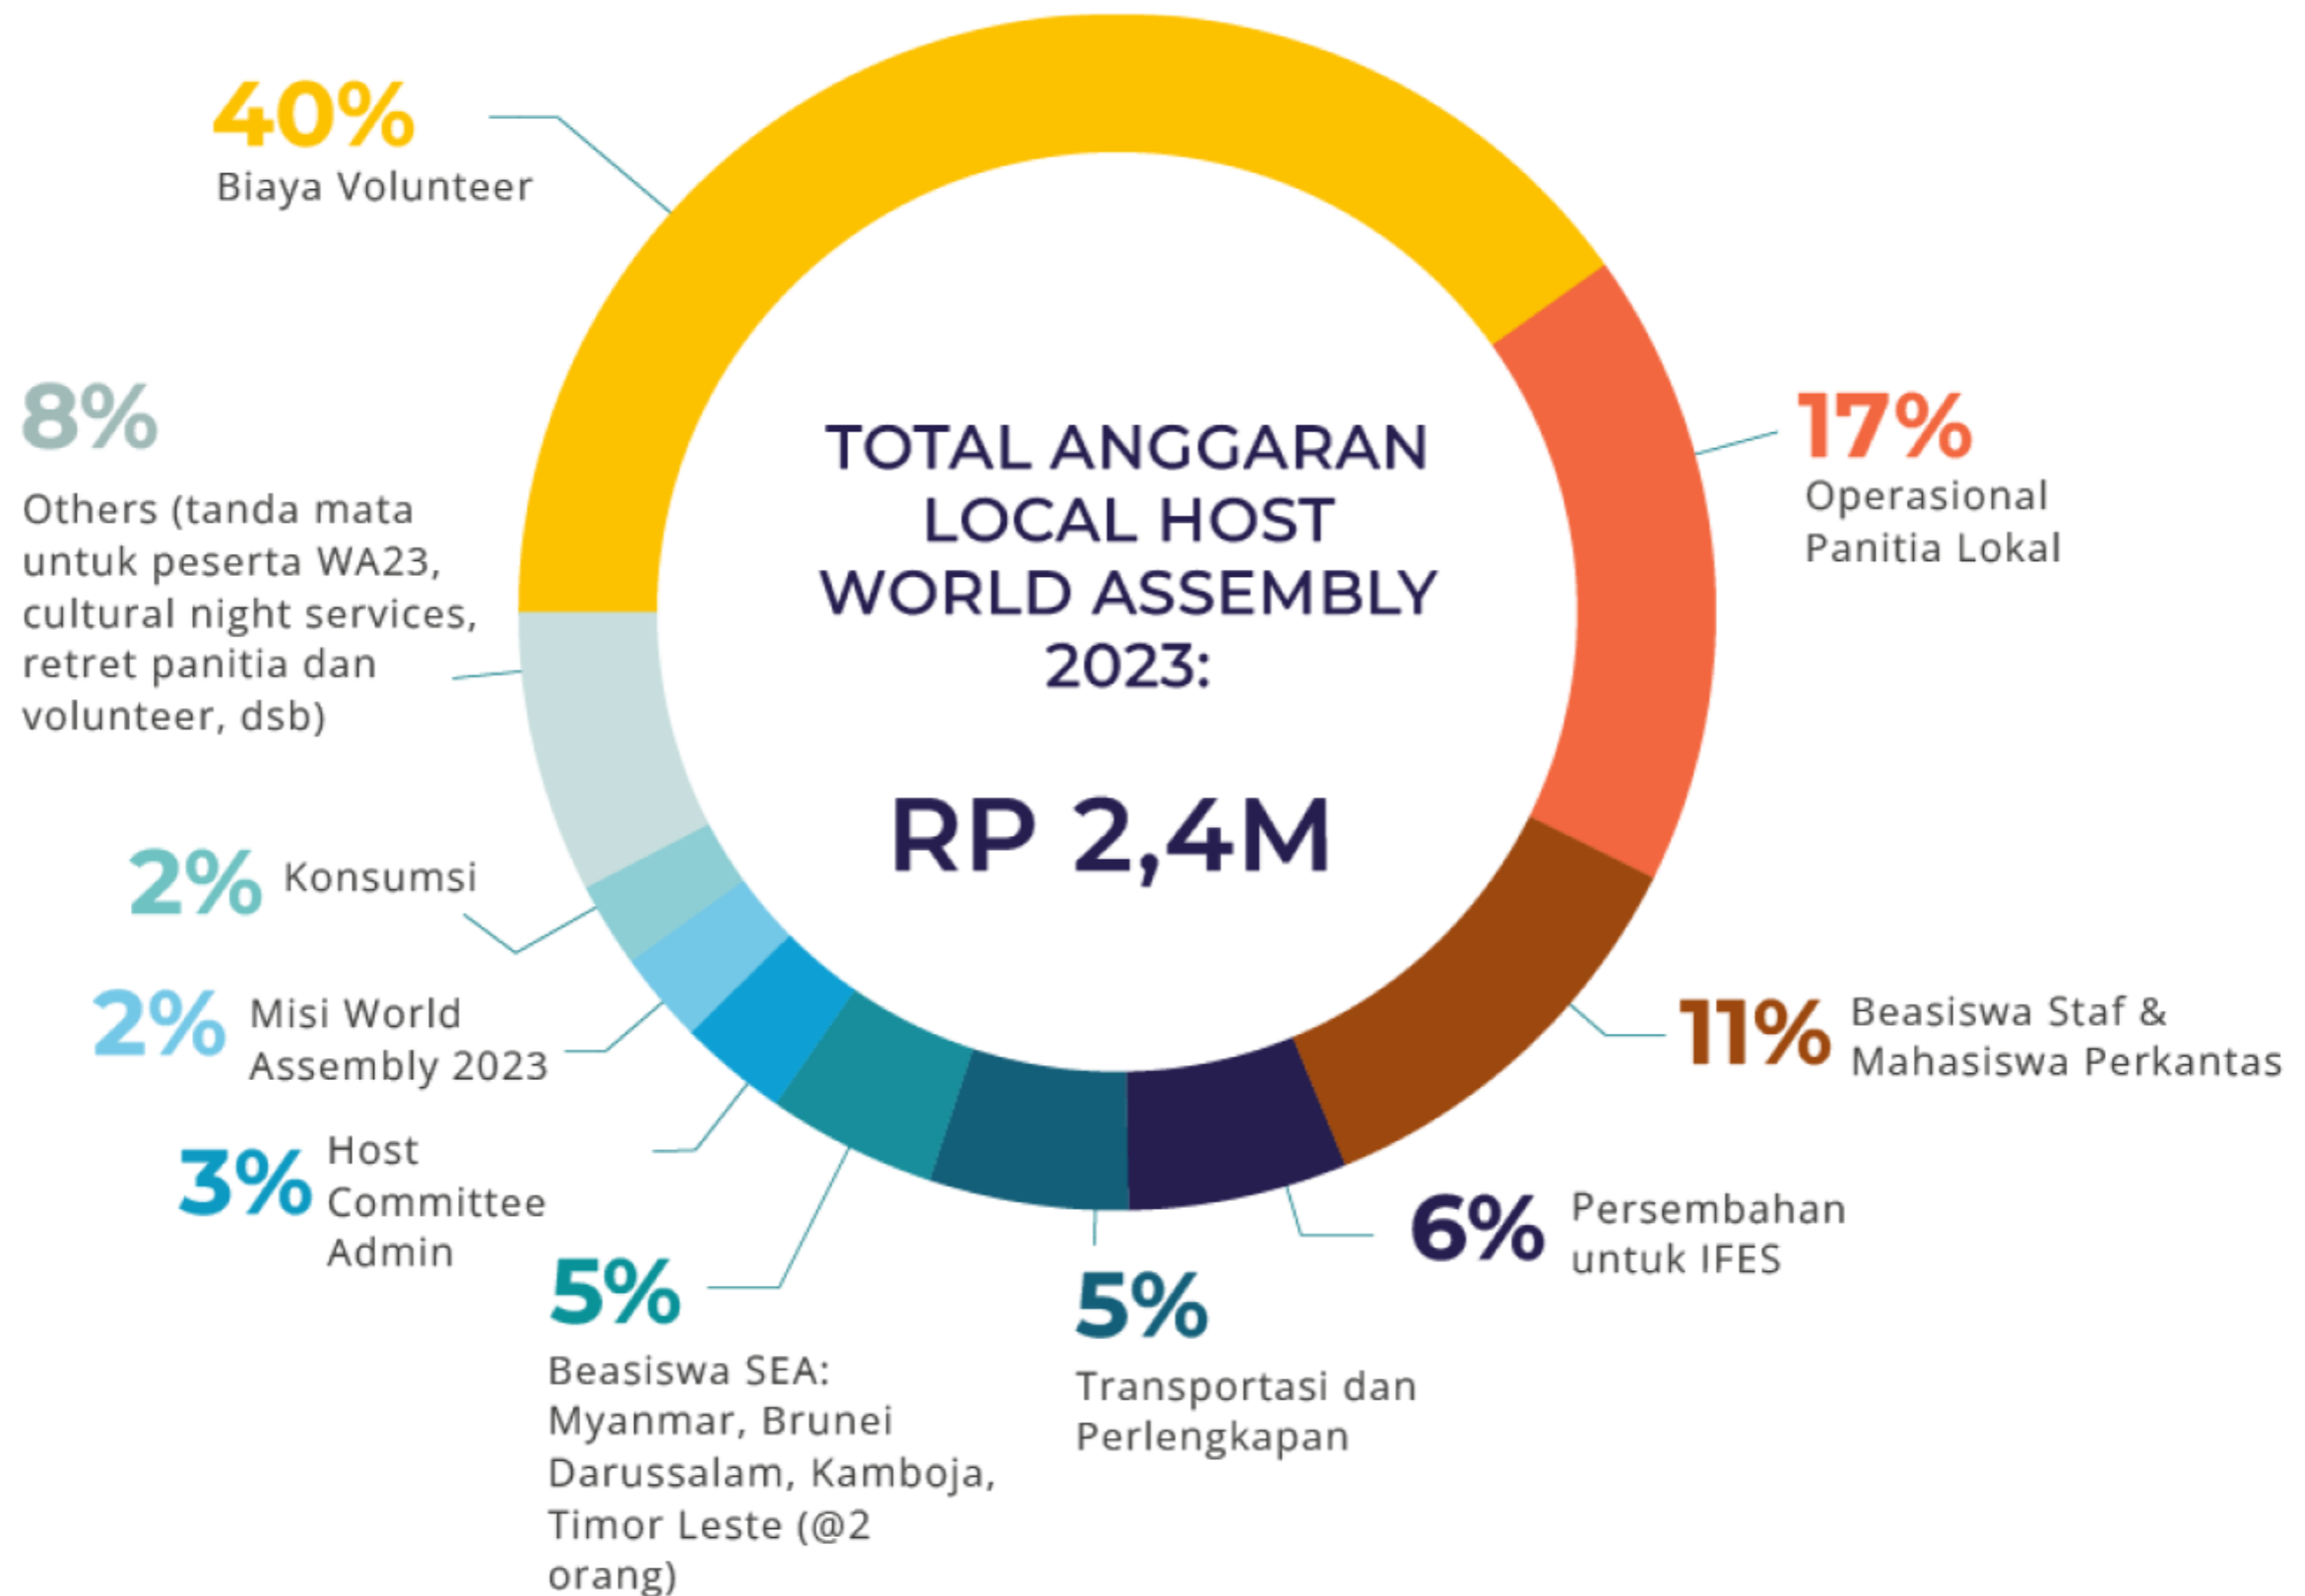 40%
Biaya Volunteer
8%
Others (tanda mata
untuk peserta WA23,
cultural night services,
retret panitia dan
volunteer, dsb)
2%
Konsumsi
2%
Misi World
Assembly 2023
3%
Host
Committee
Admin
5%
Beasiswa SEA:
Myanmar, Brunei
Darussalam, Kamboja,
Timor Leste (@2
orang)
5%
Transportasi dan
Perlengkapan
6%
Persembahan
untuk IFES
11%
Beasiswa Staf &
Mahasiswa Perkantas
17%
Operasional
Panitia Lokal
TOTAL ANGGARAN
LOCAL HOST
WORLD ASSEMBLY
2023:
RP 2,4M